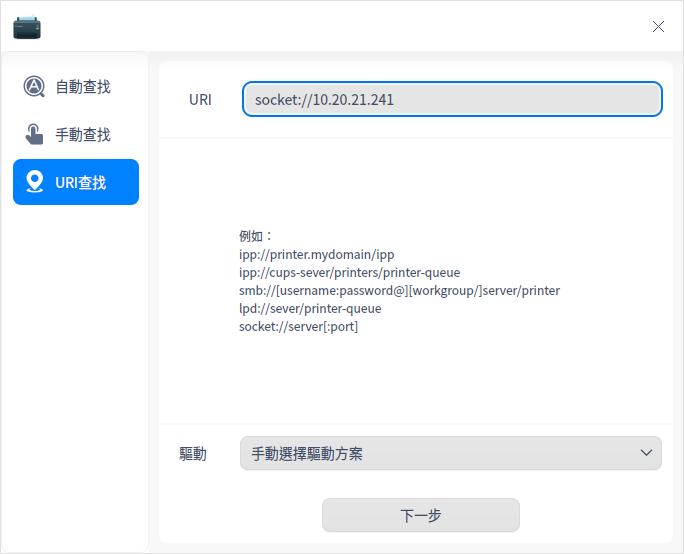 自動查找
手動查找
URI查找
URI
socket://10.20.21.241
例如：
ipp://printer.mydomain/ipp
ipp://cups-sever/printers/printer-queue
smb://[username:password@][workgroup/]server/printer
lpd://sever/printer-queue
socket://server[:port]
驅動
手動選擇驅動方案
下一步